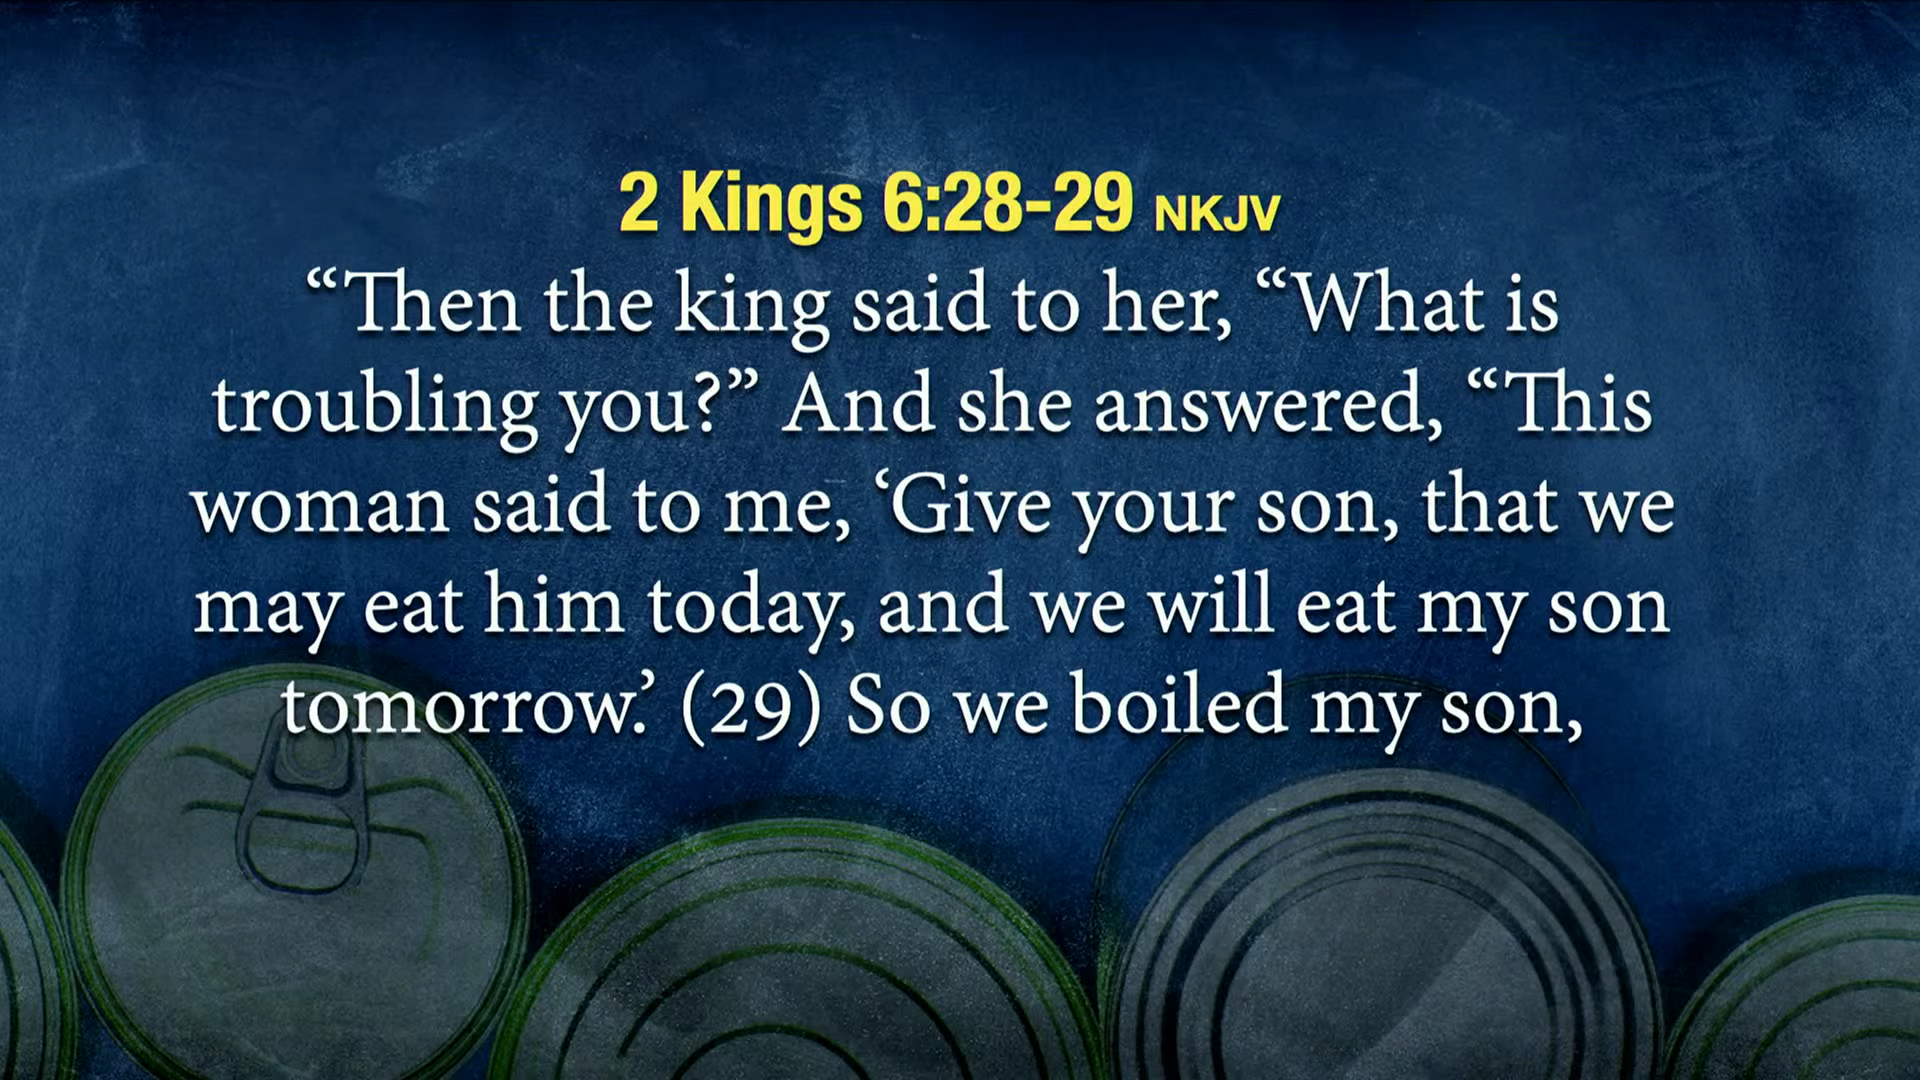 2 Kings 6:28-29 NKJV
“Then the king said to her, “What is
troubling you?” And she answered, “This
woman said to me, ‘Give your son, that we
may eat him today, and we will eat my son
tomorrow.’ (29) So we boiled my son,